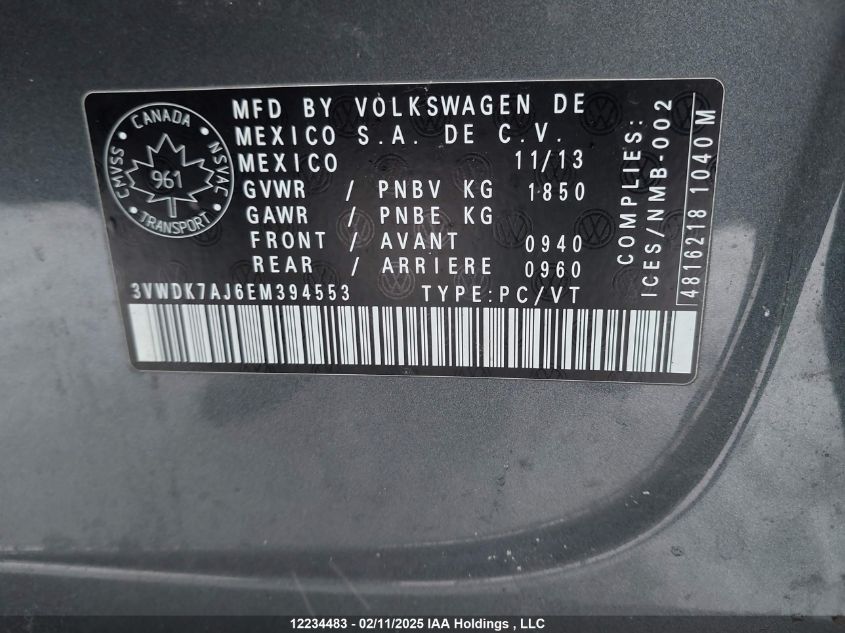 CANADA
CMVSS
NSVAC
961
TRANSPORT
MFD BY VOLKSWAGEN DE
MEXICO S.A. DE C.V.
MEXICO 11/13
GVWR / PNBV KG 1850
GAWR / PNBE KG
FRONT / AVANT 0940
REAR / ARRIERE 0960
3VWDK7AJ6EM394553 TYPE:PC/VT
COMPLIES:
ICES/NMB-002
4816218 1040 M
12234483 - 02/11/2025 IAA Holdings , LLC